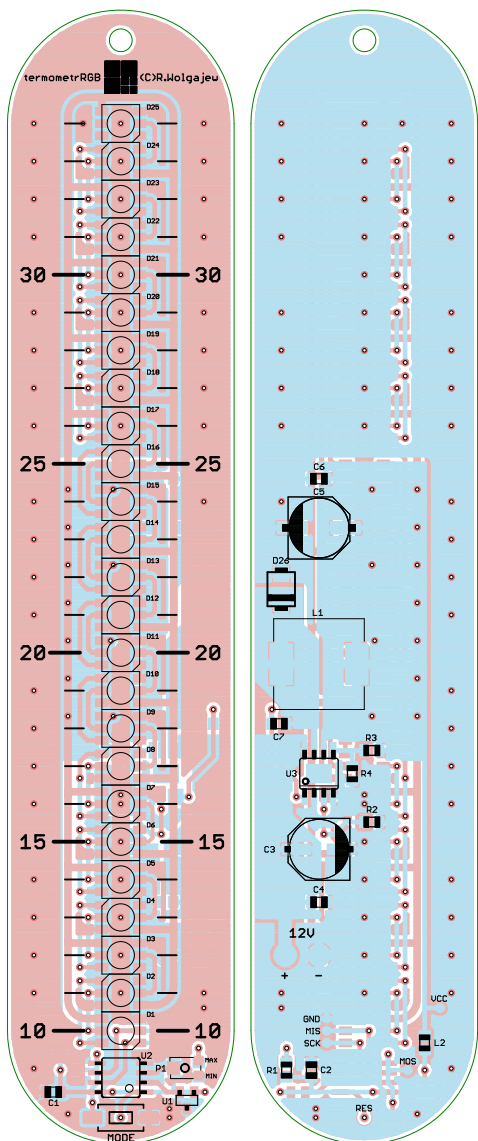 termometrRGB (C)R.Wolgajew
D25
D24
D23
D22
D21
30 30
D20
D19
D18
D17
D16
25 25
D15
D14
D13
D12
D11
20 20
D10
D9
D8
D7
D6
15 15
D5
D4
D3
D2
D1
10 10
U2
P1
MAX
MIN
C1
U1
MODE
C6
C5
D26
L1
C7
R3
U3
R4
R2
C3
C4
12V
+ -
VCC
GND
MIS
SCK
L2
MOS
R1
C2
RES